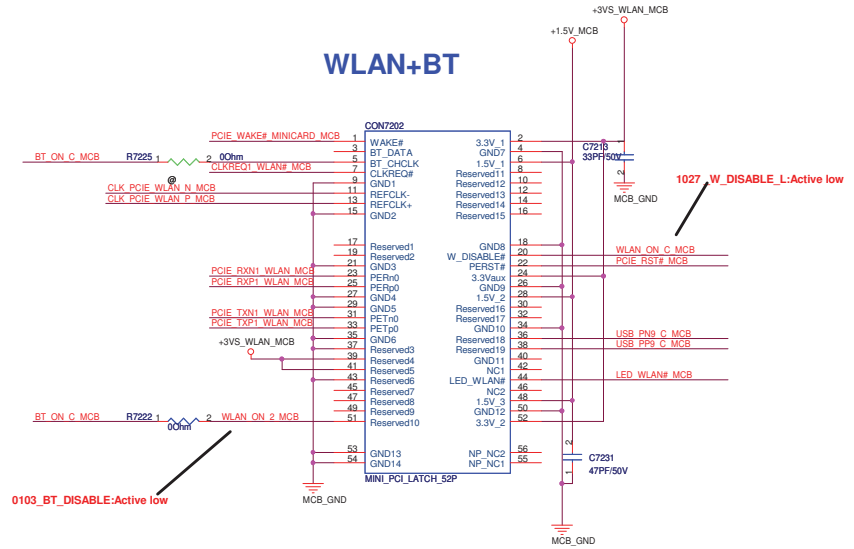 +3VS_WLAN_MCB
+1.5V_MCB
WLAN+BT
CON7202
PCIE_WAKE#_MINICARD_MCB 1 WAKE# 3.3V_1 2
3 BT_DATA GND7 4
BT_ON_C_MCB R7225 1 2 0Ohm 5 BT_CHCLK 1.5V_1 6
C7213 33PF/50V 1 2
CLKREQ1_WLAN#_MCB 7 CLKREQ# Reserved11 8
@
9 GND1 Reserved12 10
CLK_PCIE_WLAN_N_MCB 11 REFCLK- Reserved13 12
CLK_PCIE_WLAN_P_MCB 13 REFCLK+ Reserved14 14
15 GND2 Reserved15 16
MCB_GND
1027_W_DISABLE_L:Active low
17 Reserved1 GND8 18
19 Reserved2 W_DISABLE# 20 WLAN_ON_C_MCB
21 GND3 PERST# 22 PCIE_RST#_MCB
PCIE_RXN1_WLAN_MCB 23 PERn0 3.3Vaux 24
PCIE_RXP1_WLAN_MCB 25 PERp0 GND9 26
27 GND4 1.5V_2 28
29 GND5 Reserved16 30
PCIE_TXN1_WLAN_MCB 31 PETn0 Reserved17 32
PCIE_TXP1_WLAN_MCB 33 PETp0 GND10 34
35 GND6 Reserved18 36 USB_PN9_C_MCB
37 Reserved3 Reserved19 38 USB_PP9_C_MCB
+3VS_WLAN_MCB
39 Reserved4 GND11 40
41 Reserved5 NC1 42
43 Reserved6 LED_WLAN# 44 LED_WLAN#_MCB
45 Reserved7 NC2 46
47 Reserved8 1.5V_3 48
49 Reserved9 GND12 50
BT_ON_C_MCB R7222 1 2 0Ohm WLAN_ON_2_MCB 51 Reserved10 3.3V_2 52
53 GND13 NP_NC2 56
54 GND14 NP_NC1 55
2 C7231 1 47PF/50V
MINI_PCI_LATCH_52P
0103_BT_DISABLE:Active low
MCB_GND
MCB_GND